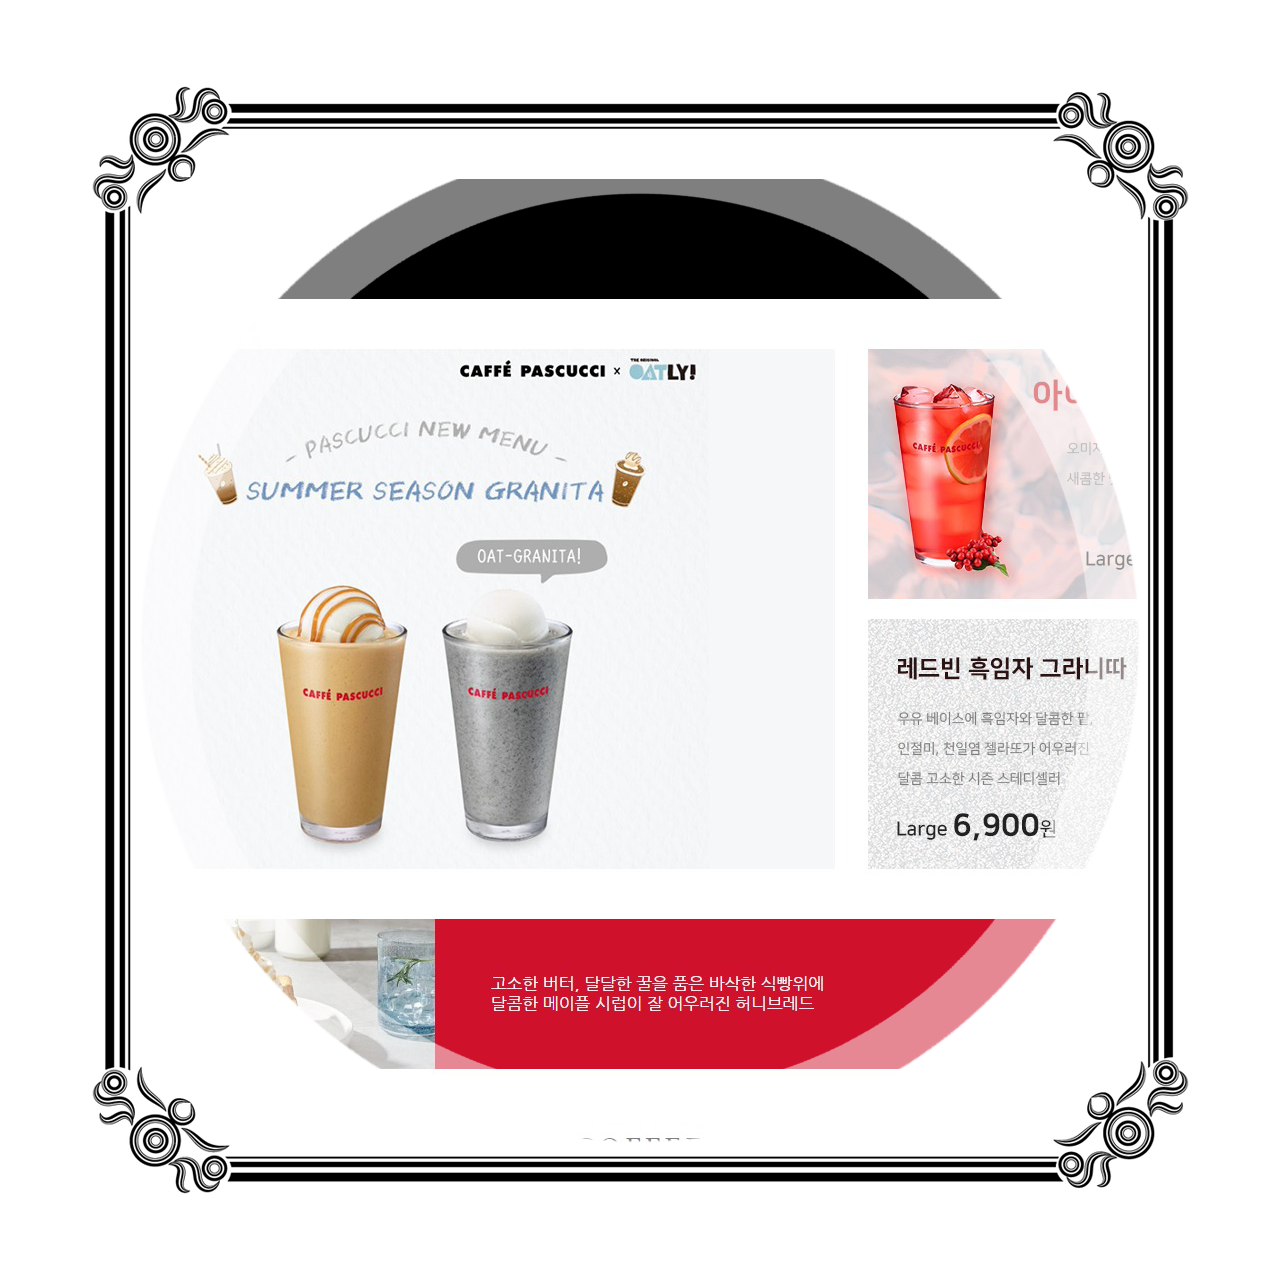 CAFFÉ PASCUCCI x THE ORIGINAL OATLY!
- PASCUCCI NEW MENU -
SUMMER SEASON GRANITA
OAT-GRANITA!
CAFFÉ PASCUCCI
CAFFÉ PASCUCCI
CAFFÉ PASCUCCI
오미자
새콤한
Large
레드빈 흑임자 그라니따
우유 베이스에 흑임자와 달콤한 팥,
인절미, 천일염 젤라또가 어우러진
달콤 고소한 시즌 스테디셀러
Large 6,900원
고소한 버터, 달달한 꿀을 품은 바삭한 식빵위에
달콤한 메이플 시럽이 잘 어우러진 허니브레드